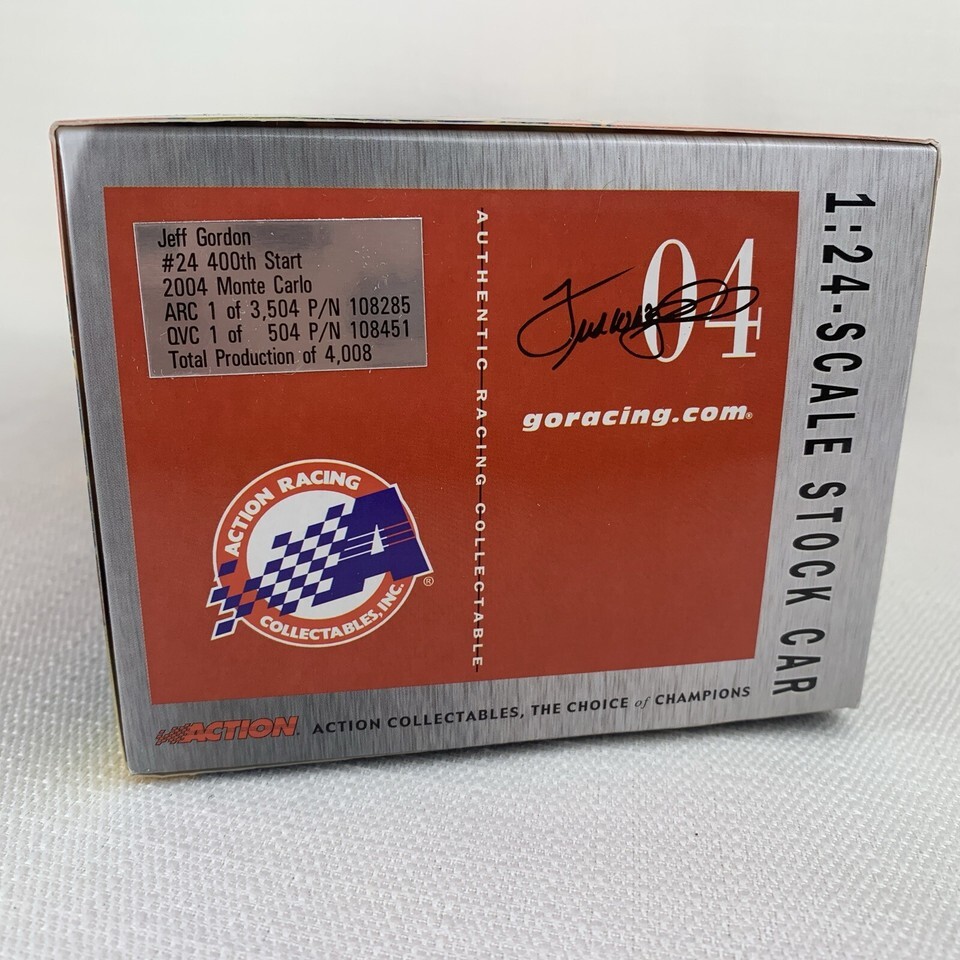 Jeff Gordon
#24 400th Start
2004 Monte Carlo
ARC 1 of 3,504 P/N 108285
QVC 1 of 504 P/N 108451
Total Production of 4,008
AUTHENTIC RACING COLLECTABLE
04
goracing.com®
1:24-SCALE STOCK CAR
ACTION RACING
COLLECTABLES, INC.
®
ACTION® ACTION COLLECTABLES, THE CHOICE of CHAMPIONS